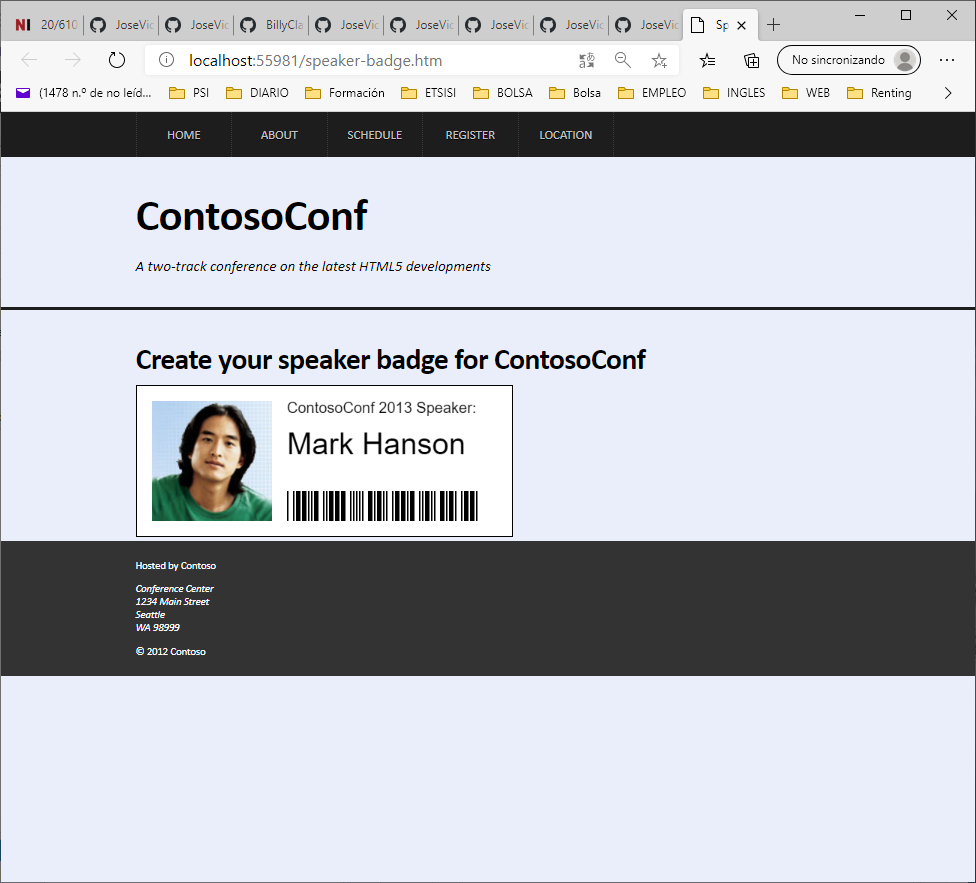 NI 20/610 JoseVic JoseVic BillyCla JoseVic JoseVic JoseVic JoseVic JoseVic Sp
localhost:55981/speaker-badge.htm No sincronizando
(1478 n.º de no leíd... PSI DIARIO Formación ETSISI BOLSA Bolsa EMPLEO INGLES WEB Renting
HOME ABOUT SCHEDULE REGISTER LOCATION
ContosoConf
A two-track conference on the latest HTML5 developments
Create your speaker badge for ContosoConf
ContosoConf 2013 Speaker:
Mark Hanson
Hosted by Contoso
Conference Center
1234 Main Street
Seattle
WA 98999
© 2012 Contoso